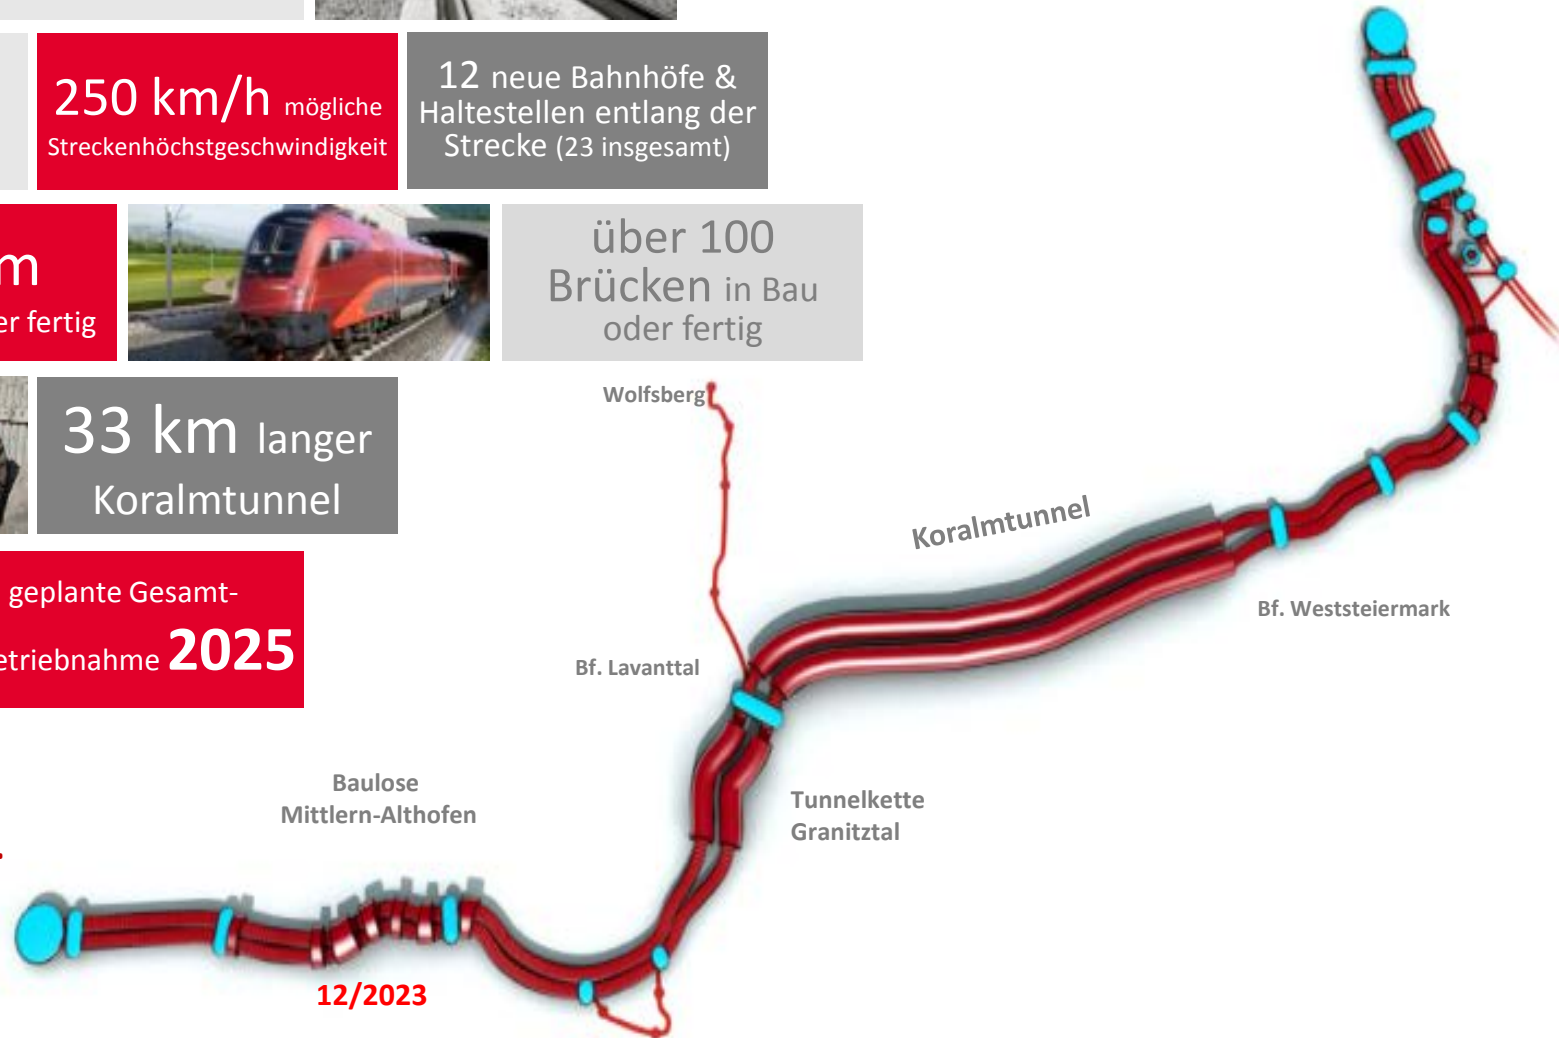 250 km/h mögliche
Streckenhöchstgeschwindigkeit
12 neue Bahnhöfe &
Haltestellen entlang der
Strecke (23 insgesamt)
fertig
über 100
Brücken in Bau
oder fertig
Wolfsberg
33 km langer
Koralmtunnel
Koralmtunnel
geplante Gesamt-
2025
Bf. Weststeiermark
Bf. Lavanttal
Baulose
Mittlern-Althofen
Tunnelkette
Granitztal
12/2023